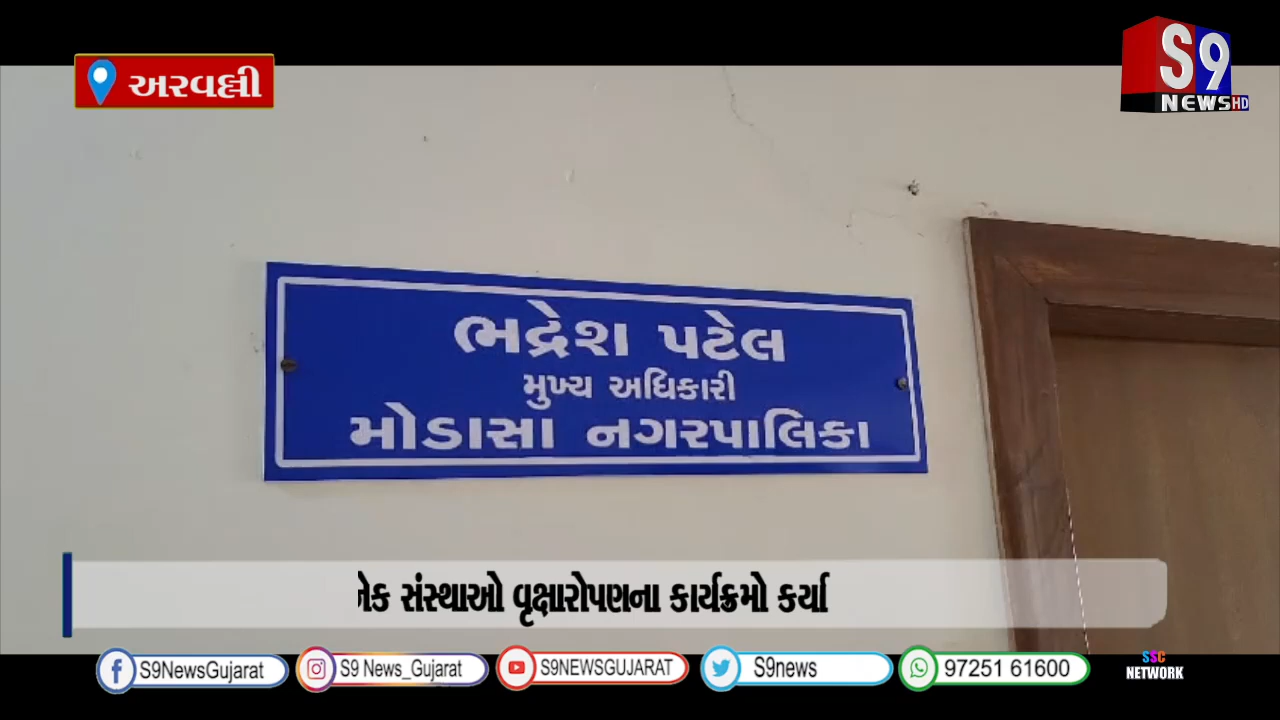 અરવલ્લી
S9
NEWS HD
ભદ્રેશ પટેલ
મુખ્ય અધિકારી
મોડાસા નગરપાલિકા
સંસ્થાઓ વૃક્ષારોપણના કાર્યક્રમો કર્યા
S9NewsGujarat
S9 News_Gujarat
S9NEWSGUJARAT
S9news
97251 61600
SSC
NETWORK